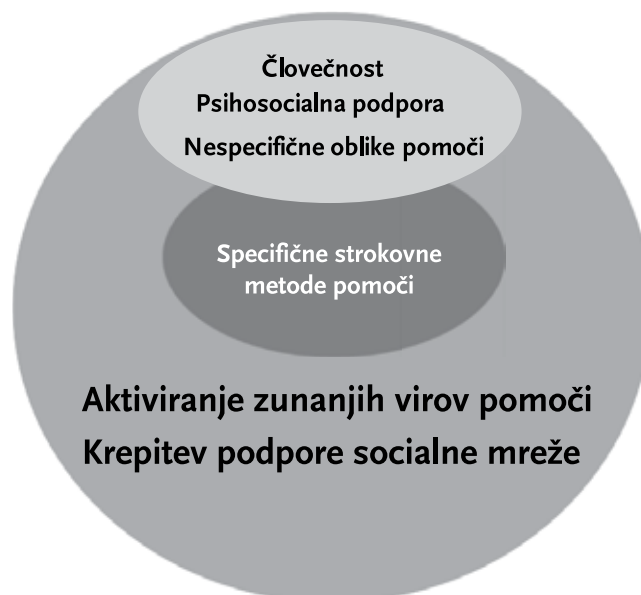 Človečnost
Psihosocialna podpora
Nespecifične oblike pomoči
Specifične strokovne
metode pomoči
Aktiviranje zunanjih virov pomoči
Krepitev podpore socialne mreže